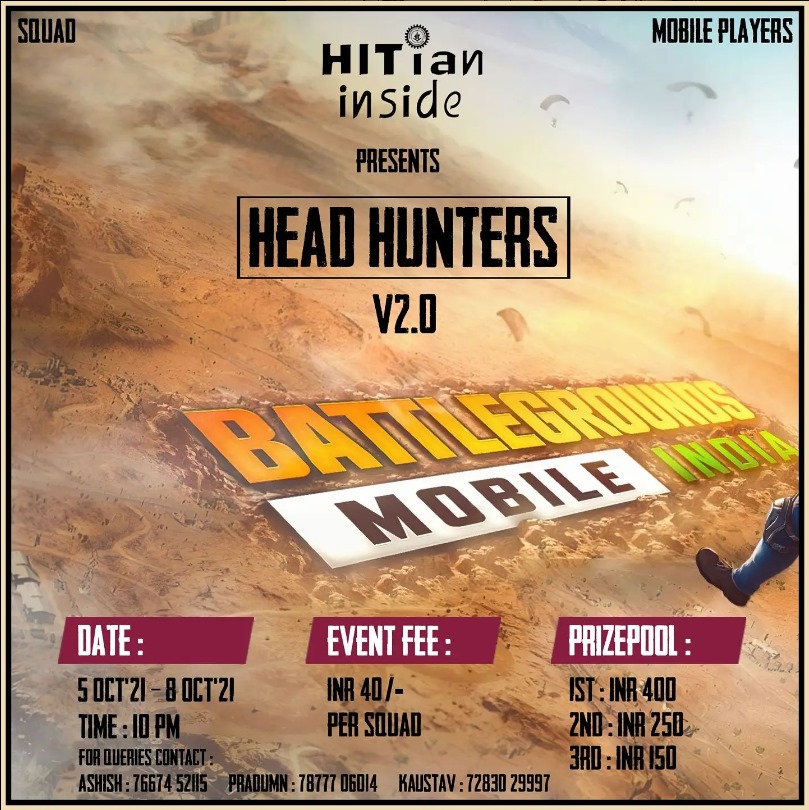 SQUAD
MOBILE PLAYERS
HITian
inside
PRESENTS
HEAD HUNTERS
V2.0
BATTLEGROUNDS
MOBILE INDIA
DATE :
5 OCT'21 - 8 OCT'21
TIME : 10 PM
EVENT FEE :
INR 40/-
PER SQUAD
PRIZEPOOL :
1ST : INR 400
2ND : INR 250
3RD : INR 150
FOR QUERIES CONTACT :
ASHISH : 76674 52115 PRADUMN : 78777 06014 KAUSTAV : 72830 29997